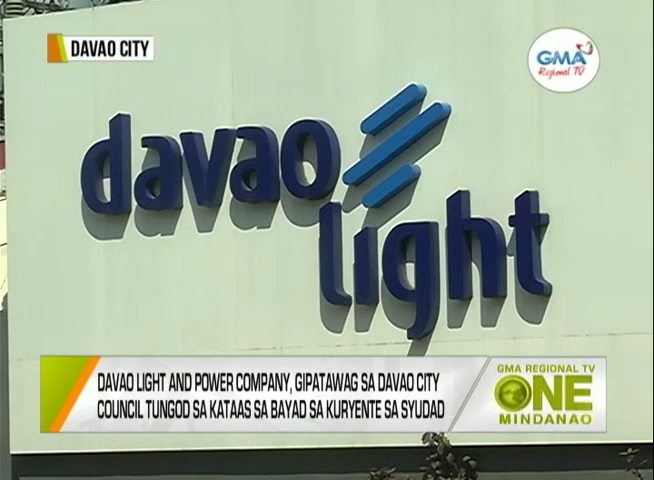 DAVAO CITY
GMA
Regional TV
davao
light
DAVAO LIGHT AND POWER COMPANY, GIPATAWAG SA DAVAO CITY
COUNCIL TUNGOD SA KATAAS SA BAYAD SA KURYENTE SA SYUDAD
GMA REGIONAL TV
ONE
MINDANAO